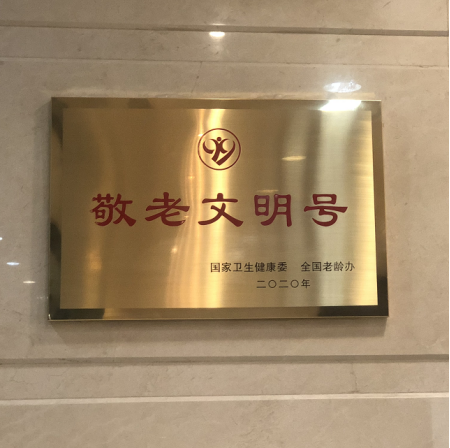 敬老文明号
国家卫生健康委 全国老龄办
二〇二〇年